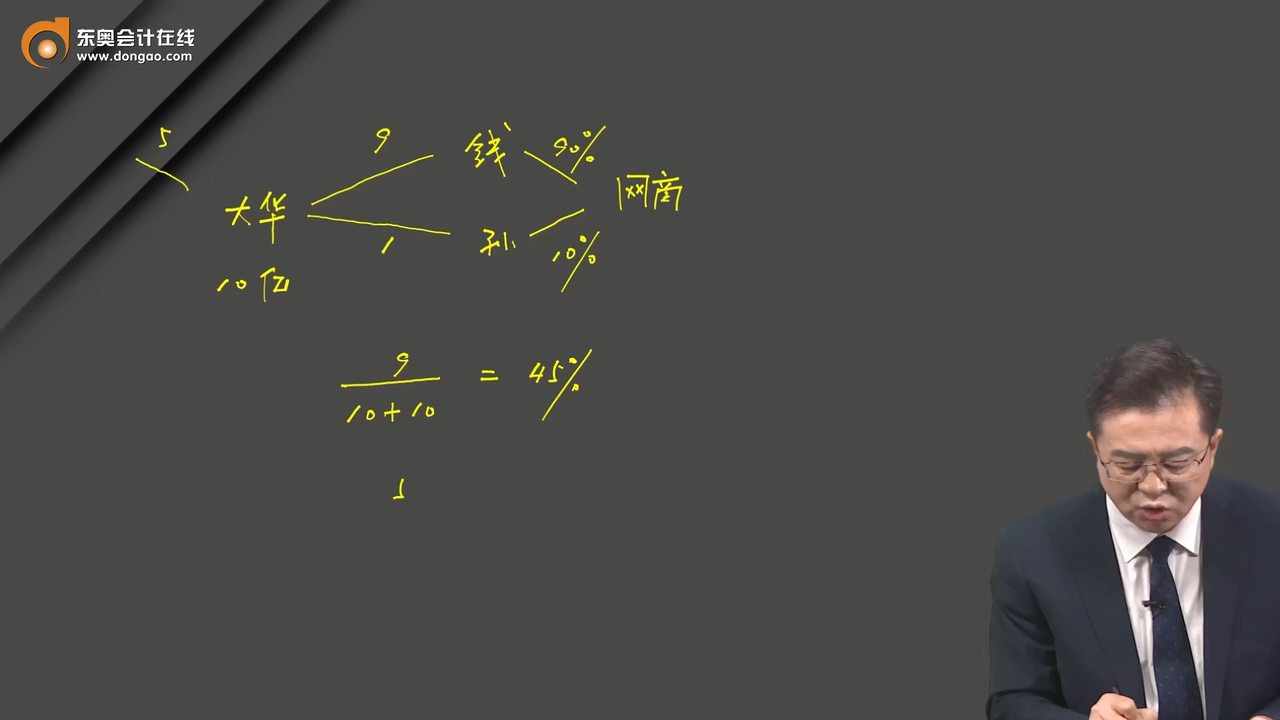 东奥会计在线
www.dongao.com
5
9 钱 90%
大华 网商
1 孙 10%
10亿
9
10+10 = 45%
5